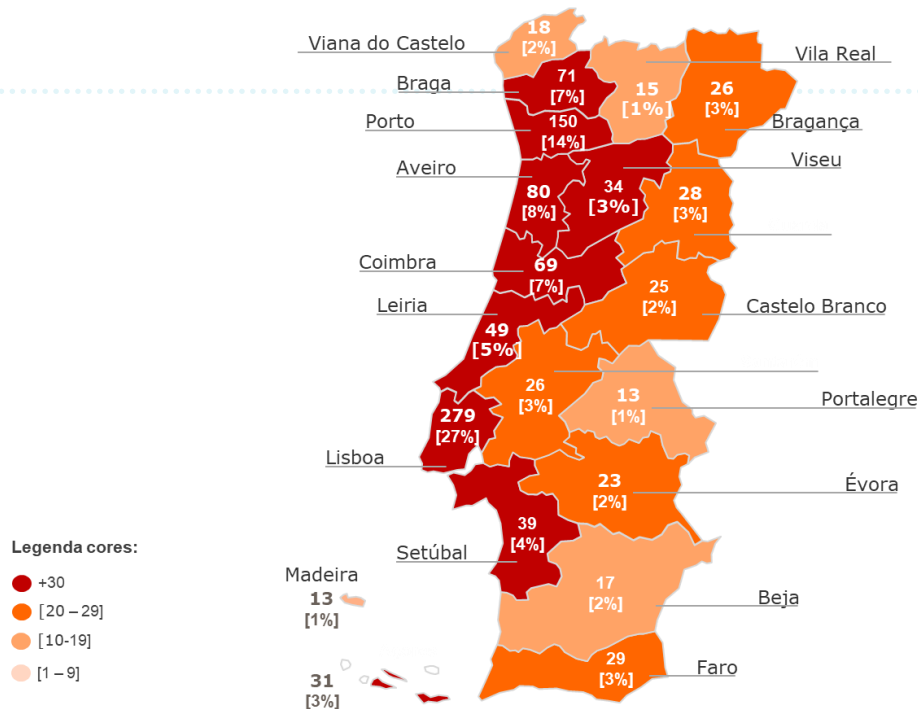 18
[2%]
Viana do Castelo
Vila Real
71
[7%]
Braga
15
[1%]
26
[3%]
Porto
150
[14%]
Bragança
Viseu
Aveiro
80
[8%]
34
[3%]
28
[3%]
Coimbra
69
[7%]
25
[2%]
Castelo Branco
Leiria
49
[5%]
26
[3%]
13
[1%]
Portalegre
279
[27%]
Lisboa
23
[2%]
Évora
39
[4%]
Setúbal
17
[2%]
Beja
29
[3%]
Faro
Madeira
13
[1%]
31
[3%]
Legenda cores:
+30
[20 – 29]
[10-19]
[1 – 9]